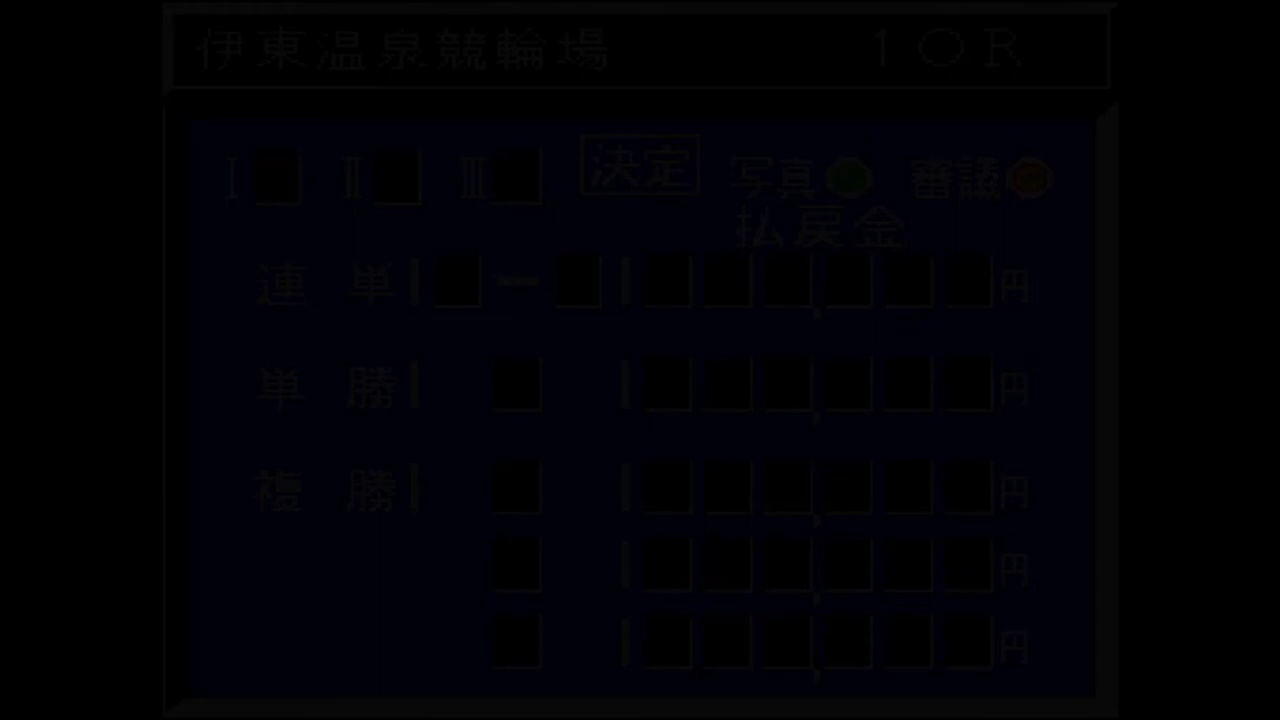 伊東温泉競輪場 10R
Ⅰ Ⅱ Ⅲ 決定 写真 審議
払戻金
連単 ー , 円
単勝 , 円
複勝 , 円
, 円
, 円